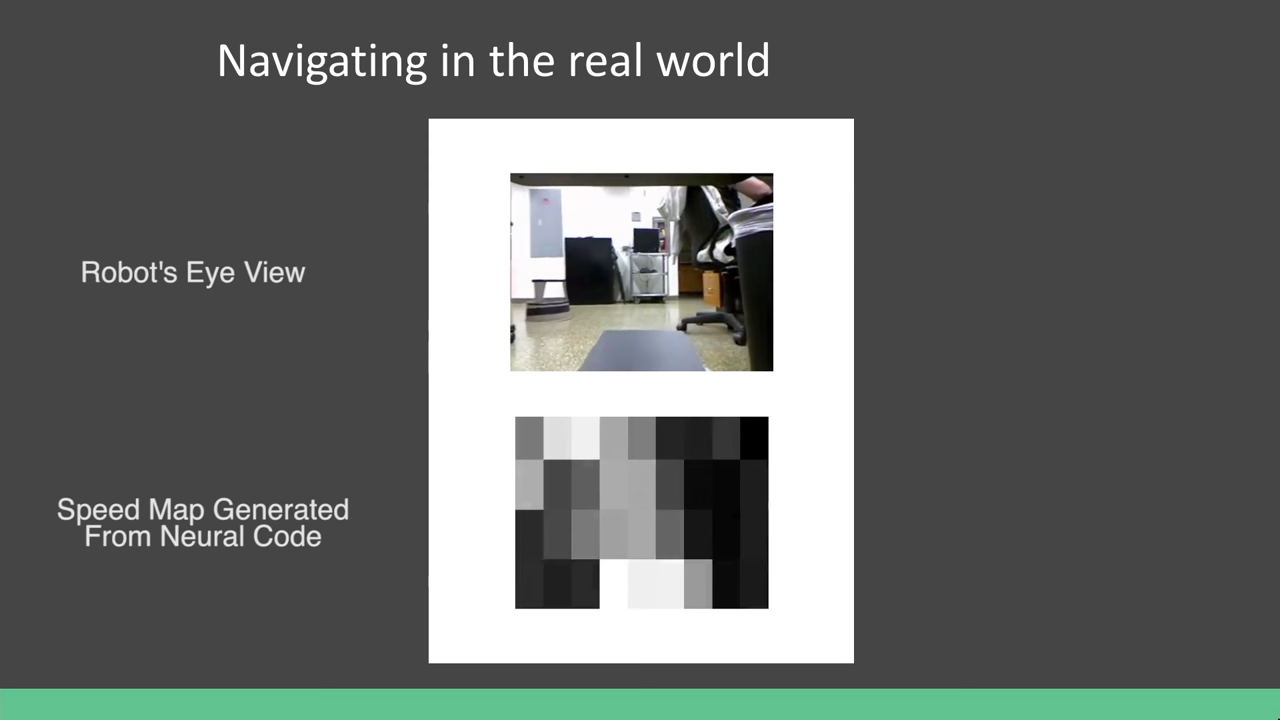 Navigating in the real world
Robot's Eye View
Speed Map Generated
From Neural Code